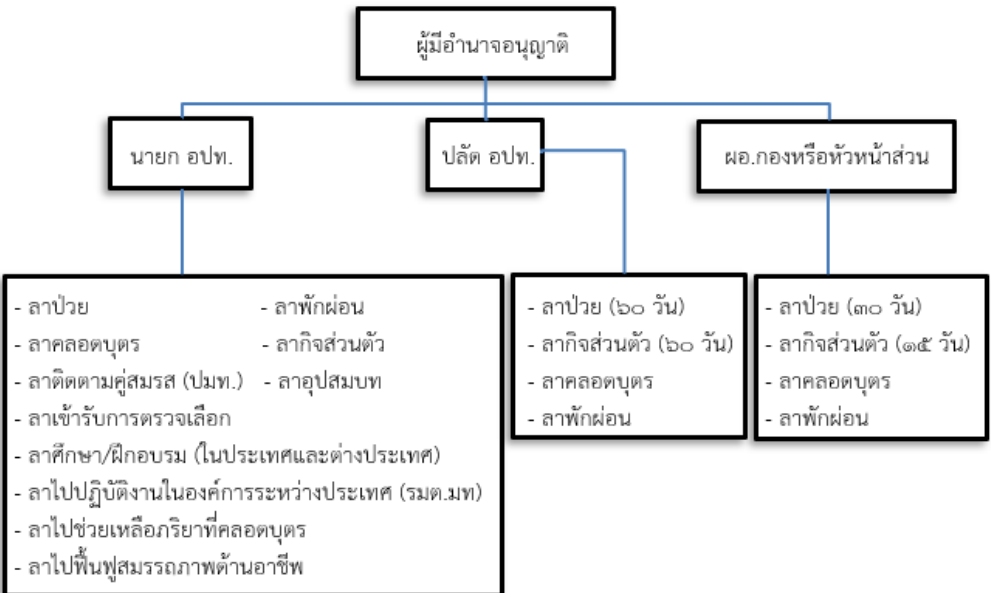 ผู้มีอำนาจอนุญาติ
นายก อปท.
ปลัด อปท.
ผอ.กองหรือหัวหน้าส่วน
- ลาป่วย - ลาพักผ่อน
- ลาคลอดบุตร - ลากิจส่วนตัว
- ลาติดตามคู่สมรส (ปมท.) - ลาอุปสมบท
- ลาเข้ารับการตรวจเลือก
- ลาศึกษา/ฝึกอบรม (ในประเทศและต่างประเทศ)
- ลาไปปฏิบัติงานในองค์การระหว่างประเทศ (รมต.มท)
- ลาไปช่วยเหลือภริยาที่คลอดบุตร
- ลาไปฟื้นฟูสมรรถภาพด้านอาชีพ
- ลาป่วย (๖๐ วัน)
- ลากิจส่วนตัว (๖๐ วัน)
- ลาคลอดบุตร
- ลาพักผ่อน
- ลาป่วย (๓๐ วัน)
- ลากิจส่วนตัว (๑๕ วัน)
- ลาคลอดบุตร
- ลาพักผ่อน